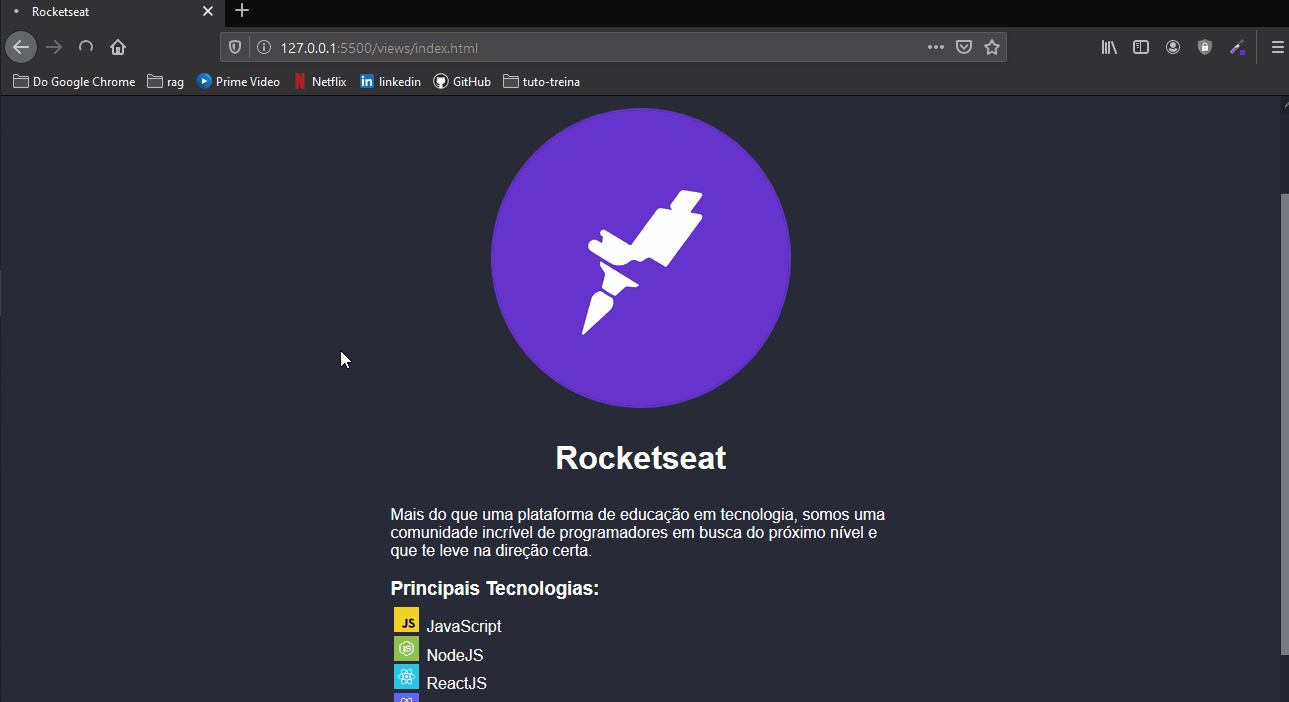 Rocketseat
127.0.0.1:5500/views/index.html
Do Google Chrome rag Prime Video Netflix linkedin GitHub tuto-treina
Rocketseat
Mais do que uma plataforma de educação em tecnologia, somos uma
comunidade incrível de programadores em busca do próximo nível e
que te leve na direção certa.
Principais Tecnologias:
JS JavaScript
NodeJS
ReactJS